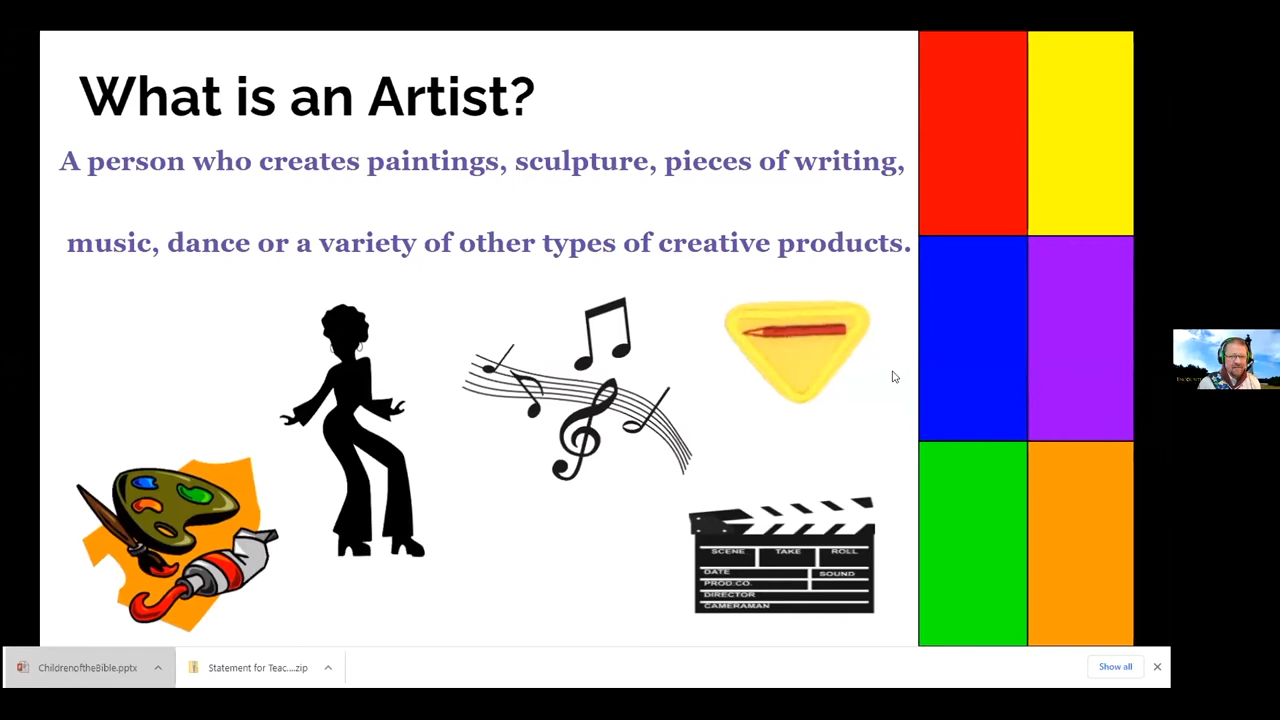 What is an Artist?
A person who creates paintings, sculpture, pieces of writing,
music, dance or a variety of other types of creative products.
SCENE TAKE ROLL
DATE SOUND
PROD.CO.
DIRECTOR
CAMERAMAN
ChildrenoftheBible.pptx
Statement for Teac....zip
Show all